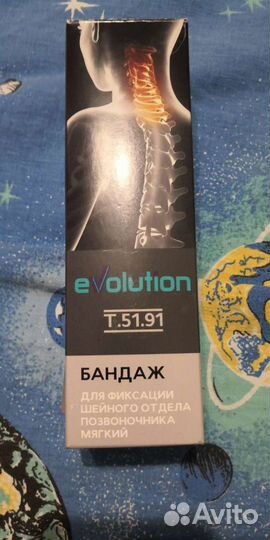 evolution
Т.51.91
БАНДАЖ
ДЛЯ ФИКСАЦИИ
ШЕЙНОГО ОТДЕЛА
ПОЗВОНОЧНИКА
МЯГКИЙ
Avito